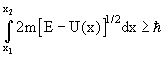 ∫_{x₁}^{x₂} 2m[E − U(x)]^{1/2} dx ≥ ℏ